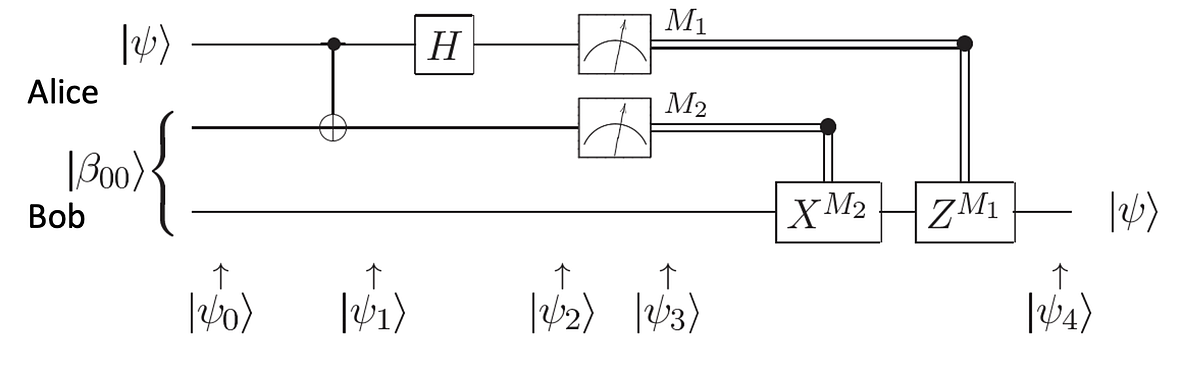 |ψ⟩ H M₁
Alice
M₂
|β₀₀⟩
Bob X^{M₂} Z^{M₁} |ψ⟩
↑ ↑ ↑ ↑ ↑
|ψ₀⟩ |ψ₁⟩ |ψ₂⟩ |ψ₃⟩ |ψ₄⟩